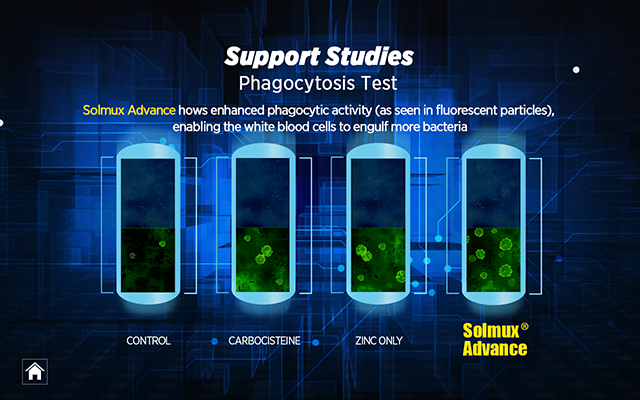 Support Studies
Phagocytosis Test
Solmux Advance hows enhanced phagocytic activity (as seen in fluorescent particles),
enabling the white blood cells to engulf more bacteria
CONTROL
CARBOCISTEINE
ZINC ONLY
Solmux®
Advance